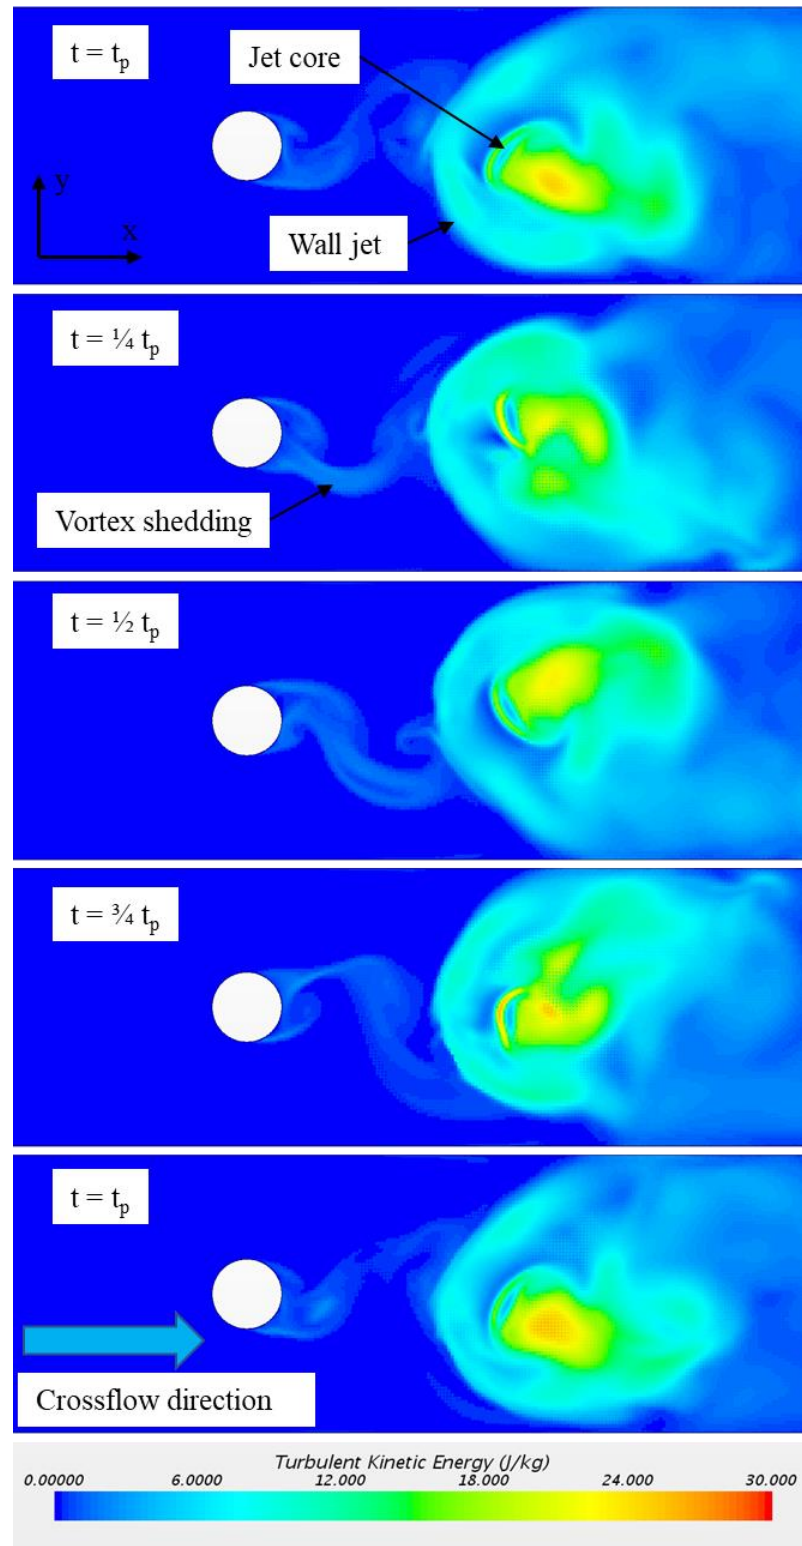 t = tₚ
Jet core
y
x
Wall jet
t = ¼ tₚ
Vortex shedding
t = ½ tₚ
t = ¾ tₚ
t = tₚ
Crossflow direction
Turbulent Kinetic Energy (J/kg)
0.00000 6.0000 12.000 18.000 24.000 30.000